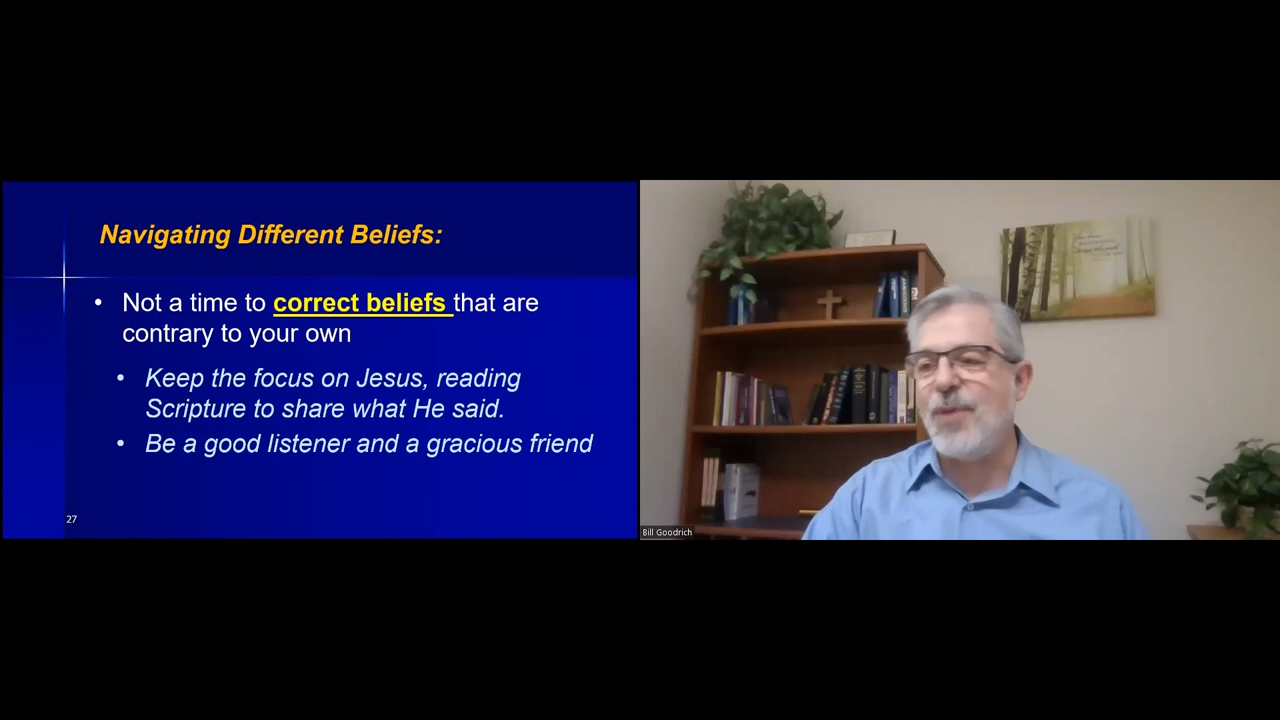 Navigating Different Beliefs:
• Not a time to correct beliefs that are
contrary to your own
• Keep the focus on Jesus, reading
Scripture to share what He said.
• Be a good listener and a gracious friend
27
Bill Goodrich